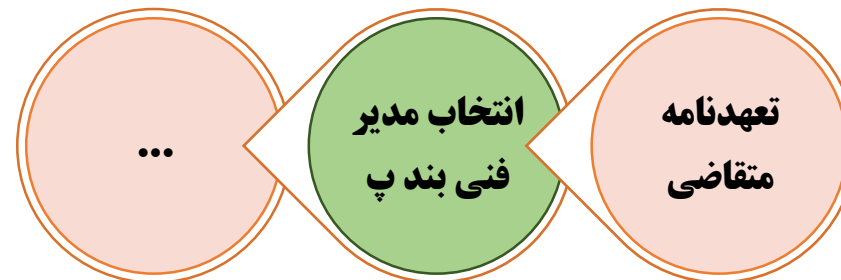 تعهدنامه
متقاضی
انتخاب مدیر
فنی بند پ
...